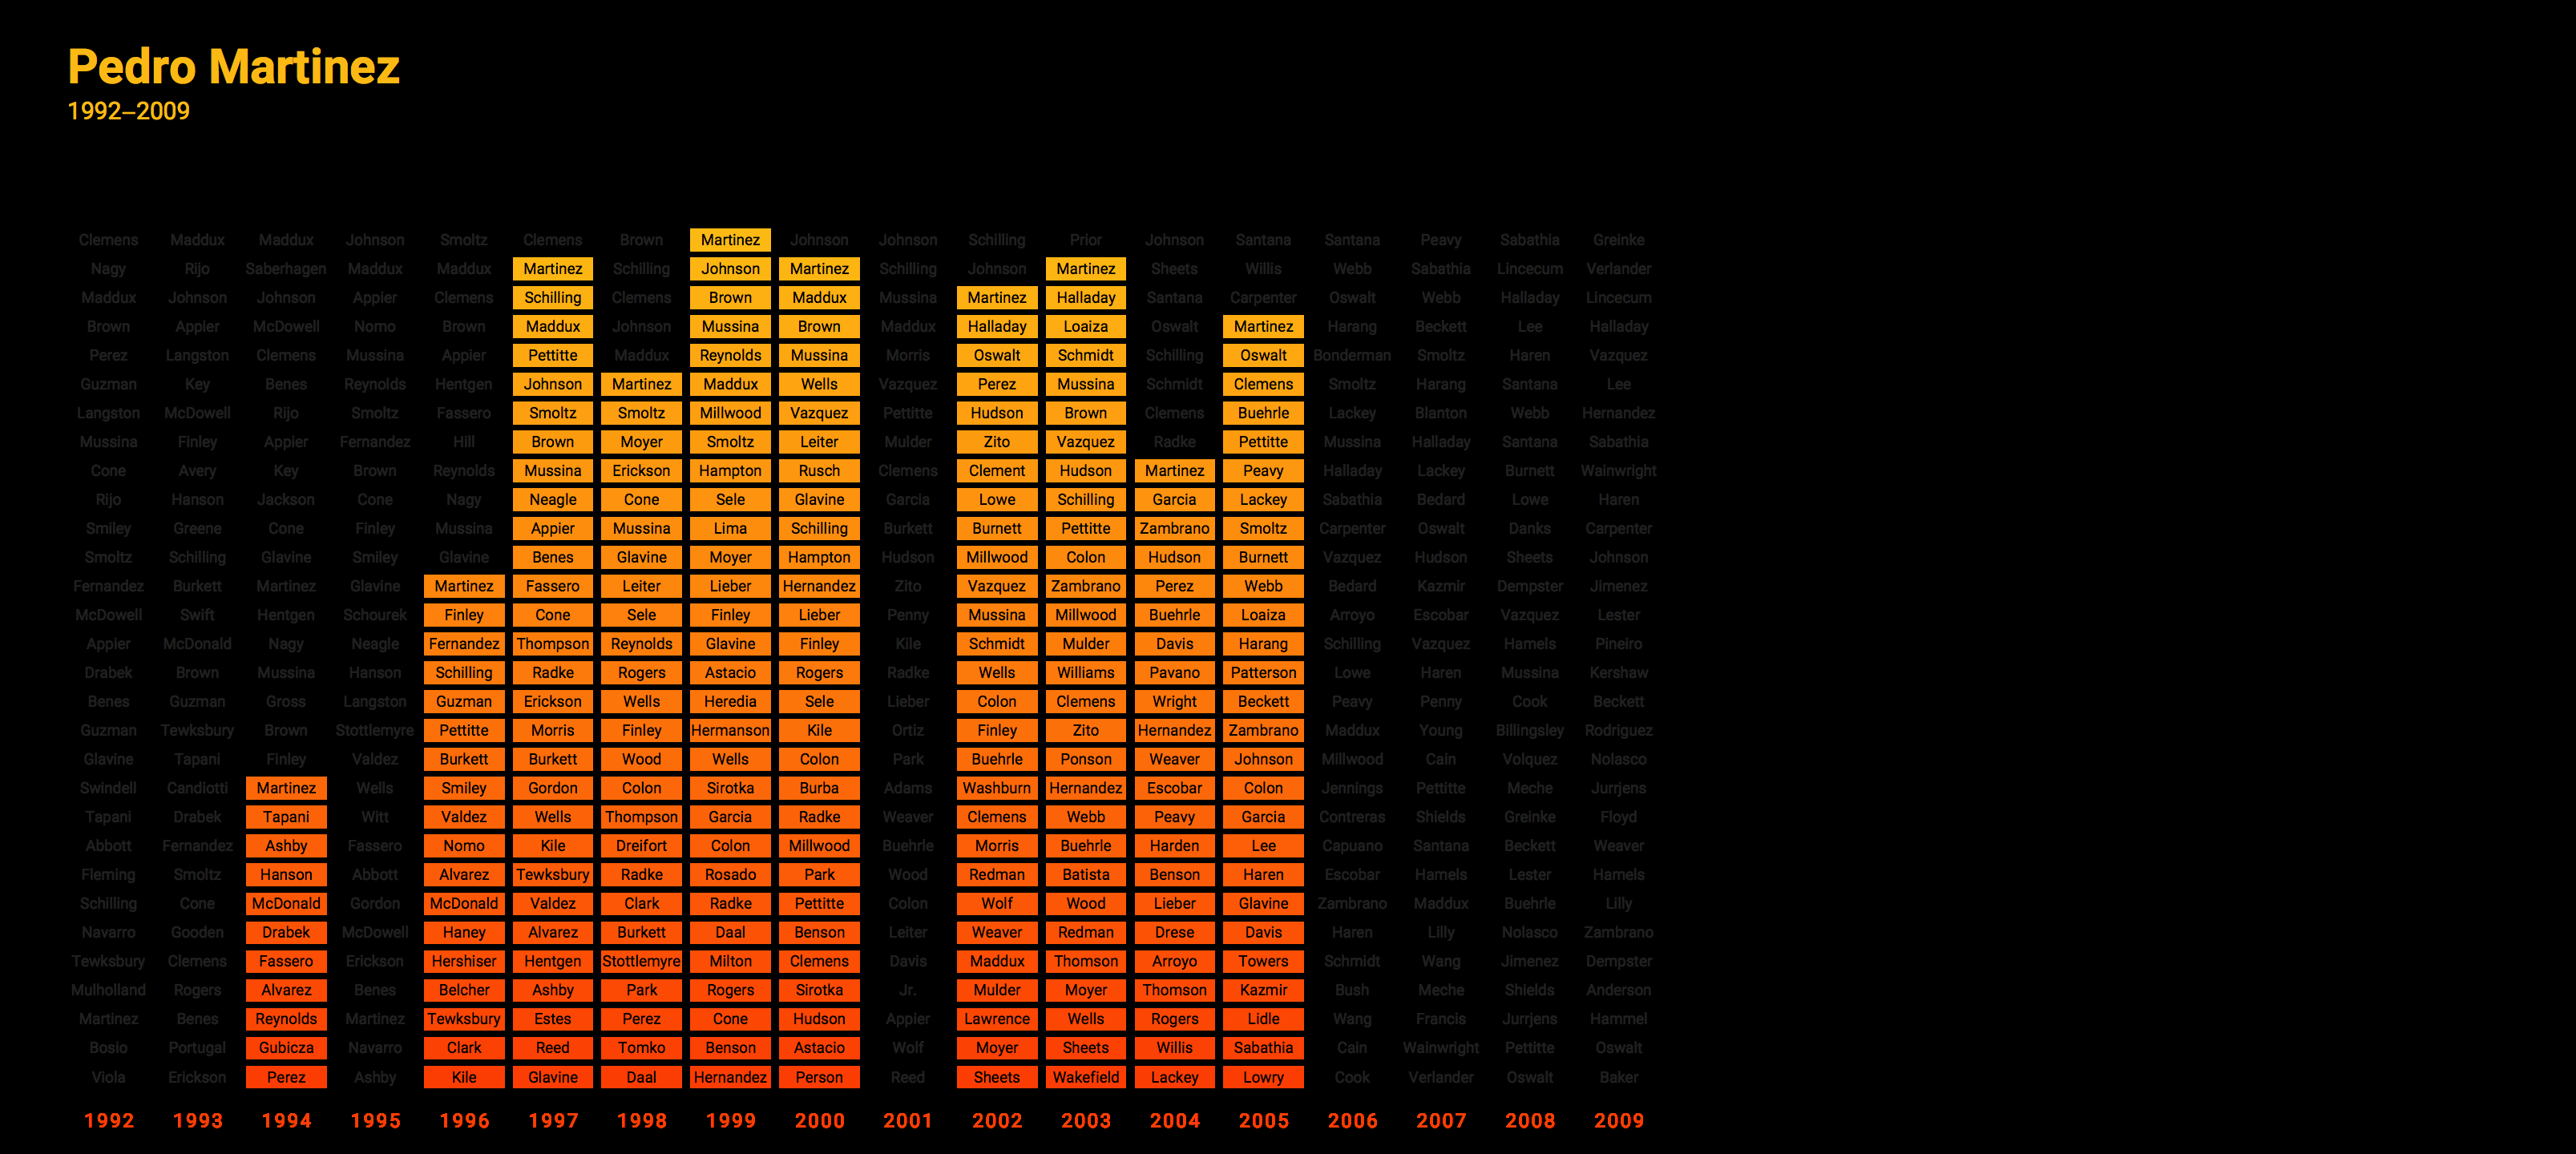 Pedro Martinez
1992–2009
Clemens Maddux Maddux Johnson Smoltz Clemens Brown Martinez Johnson Johnson Schilling Prior Johnson Santana Santana Peavy Sabathia Greinke
Nagy Rijo Saberhagen Maddux Maddux Martinez Schilling Johnson Martinez Schilling Johnson Martinez Sheets Willis Webb Sabathia Lincecum Verlander
Maddux Johnson Johnson Appier Clemens Schilling Clemens Brown Maddux Mussina Martinez Halladay Santana Carpenter Oswalt Webb Halladay Lincecum
Brown Appier McDowell Nomo Brown Maddux Johnson Mussina Brown Maddux Halladay Loaiza Oswalt Martinez Harang Beckett Lee Halladay
Perez Langston Clemens Mussina Appier Pettitte Maddux Reynolds Mussina Morris Oswalt Schmidt Schilling Oswalt Bonderman Smoltz Haren Vazquez
Guzman Key Benes Reynolds Hentgen Johnson Martinez Maddux Wells Vazquez Perez Mussina Schmidt Clemens Smoltz Harang Santana Lee
Langston McDowell Rijo Smoltz Fassero Smoltz Smoltz Millwood Vazquez Pettitte Hudson Brown Clemens Buehrle Lackey Blanton Webb Hernandez
Mussina Finley Appier Fernandez Hill Brown Moyer Smoltz Leiter Mulder Zito Vazquez Radke Pettitte Mussina Halladay Santana Sabathia
Cone Avery Key Brown Reynolds Mussina Erickson Hampton Rusch Clemens Clement Hudson Martinez Peavy Halladay Lackey Burnett Wainwright
Rijo Hanson Jackson Cone Nagy Neagle Cone Sele Glavine Garcia Lowe Schilling Garcia Lackey Sabathia Bedard Lowe Haren
Smiley Greene Cone Finley Mussina Appier Mussina Lima Schilling Burkett Burnett Pettitte Zambrano Smoltz Carpenter Oswalt Danks Carpenter
Smoltz Schilling Glavine Smiley Glavine Benes Glavine Moyer Hampton Hudson Millwood Colon Hudson Burnett Vazquez Hudson Sheets Johnson
Fernandez Burkett Martinez Glavine Martinez Fassero Leiter Lieber Hernandez Zito Vazquez Zambrano Perez Webb Bedard Kazmir Dempster Jimenez
McDowell Swift Hentgen Schourek Finley Cone Sele Finley Lieber Penny Mussina Millwood Buehrle Loaiza Arroyo Escobar Vazquez Lester
Appier McDonald Nagy Neagle Fernandez Thompson Reynolds Glavine Finley Kile Schmidt Mulder Davis Harang Schilling Vazquez Hamels Pineiro
Drabek Brown Mussina Hanson Schilling Radke Rogers Astacio Rogers Radke Wells Williams Pavano Patterson Lowe Haren Mussina Kershaw
Benes Guzman Gross Langston Guzman Erickson Wells Heredia Sele Lieber Colon Clemens Wright Beckett Peavy Penny Cook Beckett
Guzman Tewksbury Brown Stottlemyre Pettitte Morris Finley Hermanson Kile Ortiz Finley Zito Hernandez Zambrano Maddux Young Billingsley Rodriguez
Glavine Tapani Finley Valdez Burkett Burkett Wood Wells Colon Park Buehrle Ponson Weaver Johnson Millwood Cain Volquez Nolasco
Swindell Candiotti Martinez Wells Smiley Gordon Colon Sirotka Burba Adams Washburn Hernandez Escobar Colon Jennings Pettitte Meche Jurrjens
Tapani Drabek Tapani Witt Valdez Wells Thompson Garcia Radke Weaver Clemens Webb Peavy Garcia Contreras Shields Greinke Floyd
Abbott Fernandez Ashby Fassero Nomo Kile Dreifort Colon Millwood Buehrle Morris Buehrle Harden Lee Capuano Santana Beckett Weaver
Fleming Smoltz Hanson Abbott Alvarez Tewksbury Radke Rosado Park Wood Redman Batista Benson Haren Escobar Hamels Lester Hamels
Schilling Cone McDonald Gordon McDonald Valdez Clark Radke Pettitte Colon Wolf Wood Lieber Glavine Zambrano Maddux Buehrle Lilly
Navarro Gooden Drabek McDowell Haney Alvarez Burkett Daal Benson Leiter Weaver Redman Drese Davis Haren Lilly Nolasco Zambrano
Tewksbury Clemens Fassero Erickson Hershiser Hentgen Stottlemyre Milton Clemens Davis Maddux Thomson Arroyo Towers Schmidt Wang Jimenez Dempster
Mulholland Rogers Alvarez Benes Belcher Ashby Park Rogers Sirotka Jr. Mulder Moyer Thomson Kazmir Bush Meche Shields Anderson
Martinez Benes Reynolds Martinez Tewksbury Estes Perez Cone Hudson Appier Lawrence Wells Rogers Lidle Wang Francis Jurrjens Hammel
Bosio Portugal Gubicza Navarro Clark Reed Tomko Benson Astacio Wolf Moyer Sheets Willis Sabathia Cain Wainwright Pettitte Oswalt
Viola Erickson Perez Ashby Kile Glavine Daal Hernandez Person Reed Sheets Wakefield Lackey Lowry Cook Verlander Oswalt Baker
1992 1993 1994 1995 1996 1997 1998 1999 2000 2001 2002 2003 2004 2005 2006 2007 2008 2009